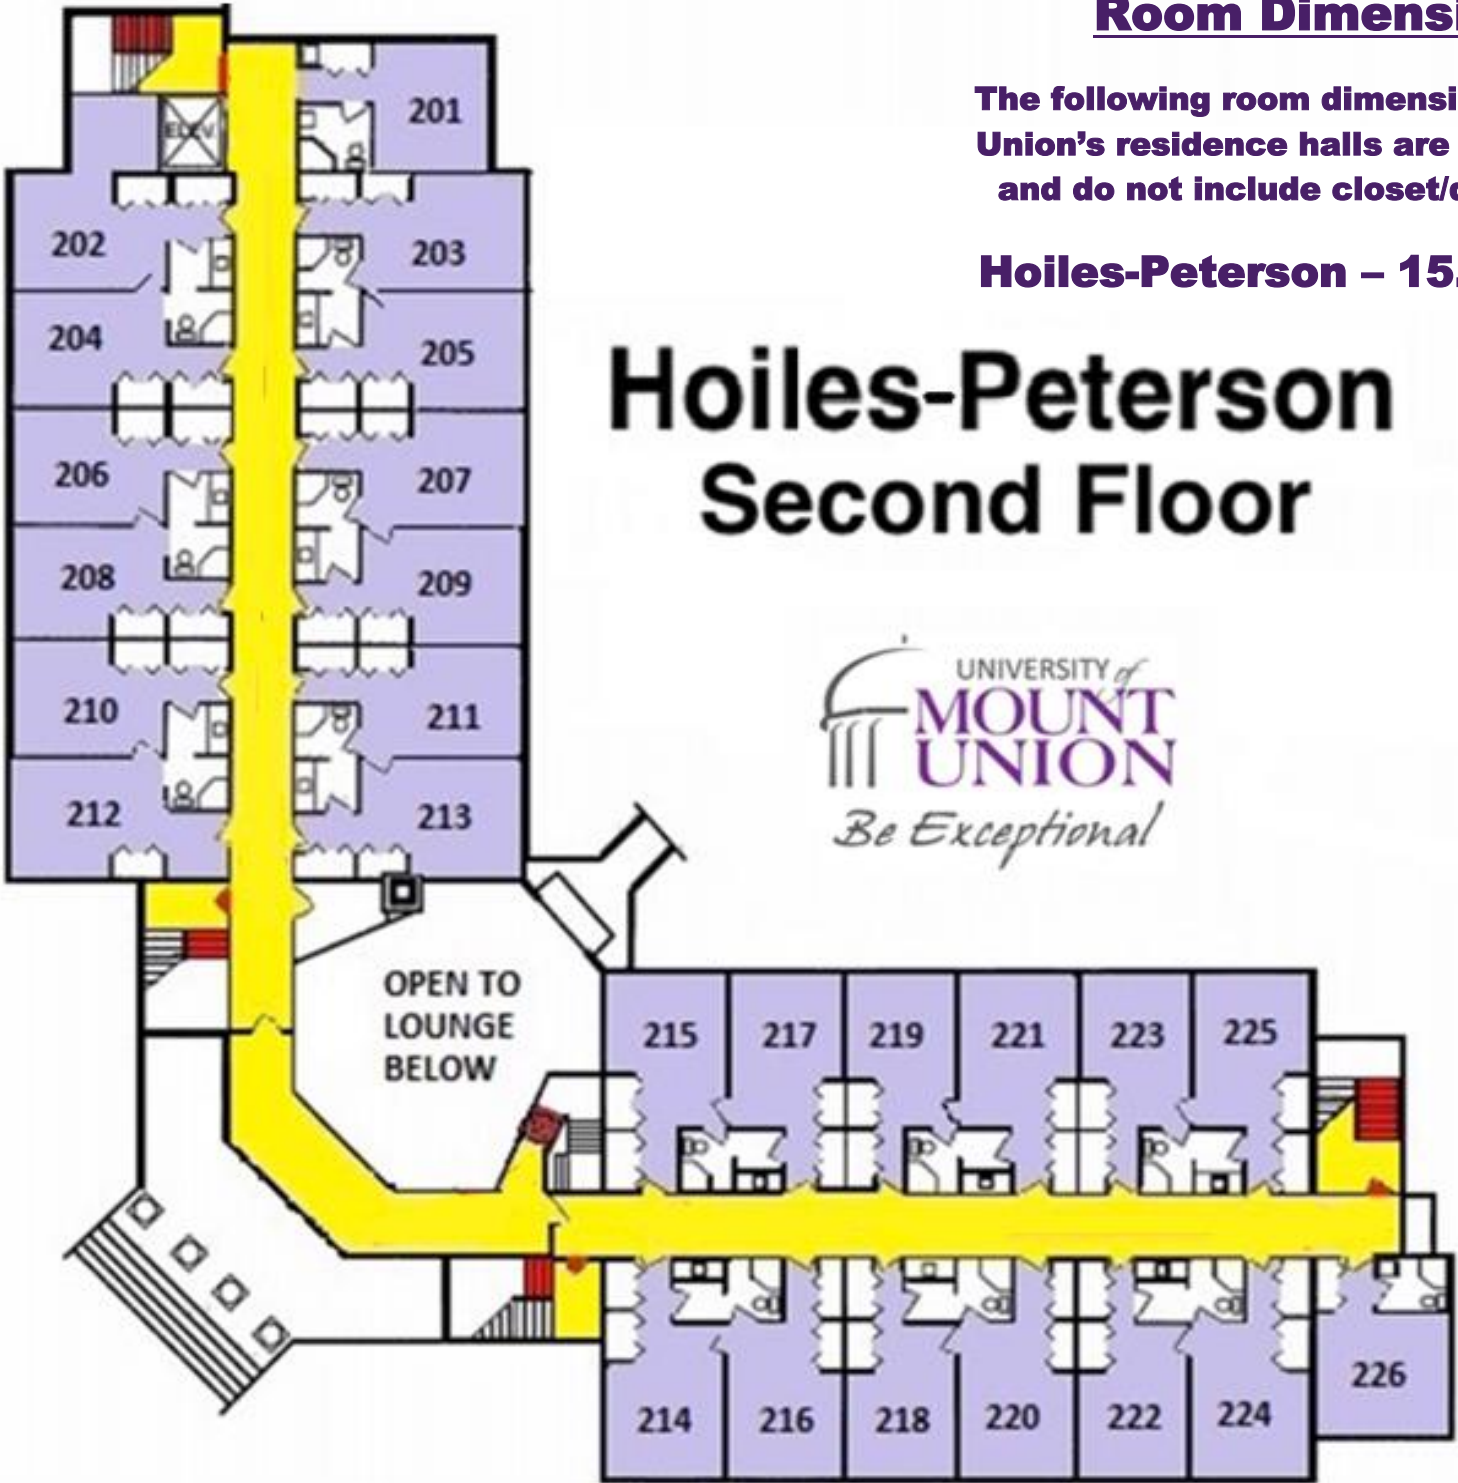 Room Dimensi
The following room dimensi
Union's residence halls are
and do not include closet/
Hoiles-Peterson – 15.
Hoiles-Peterson
Second Floor
UNIVERSITY of
MOUNT
UNION
Be Exceptional
ELEV.
201
202
203
204
205
206
207
208
209
210
211
212
213
OPEN TO
LOUNGE
BELOW
215 217 219 221 223 225
214 216 218 220 222 224
226